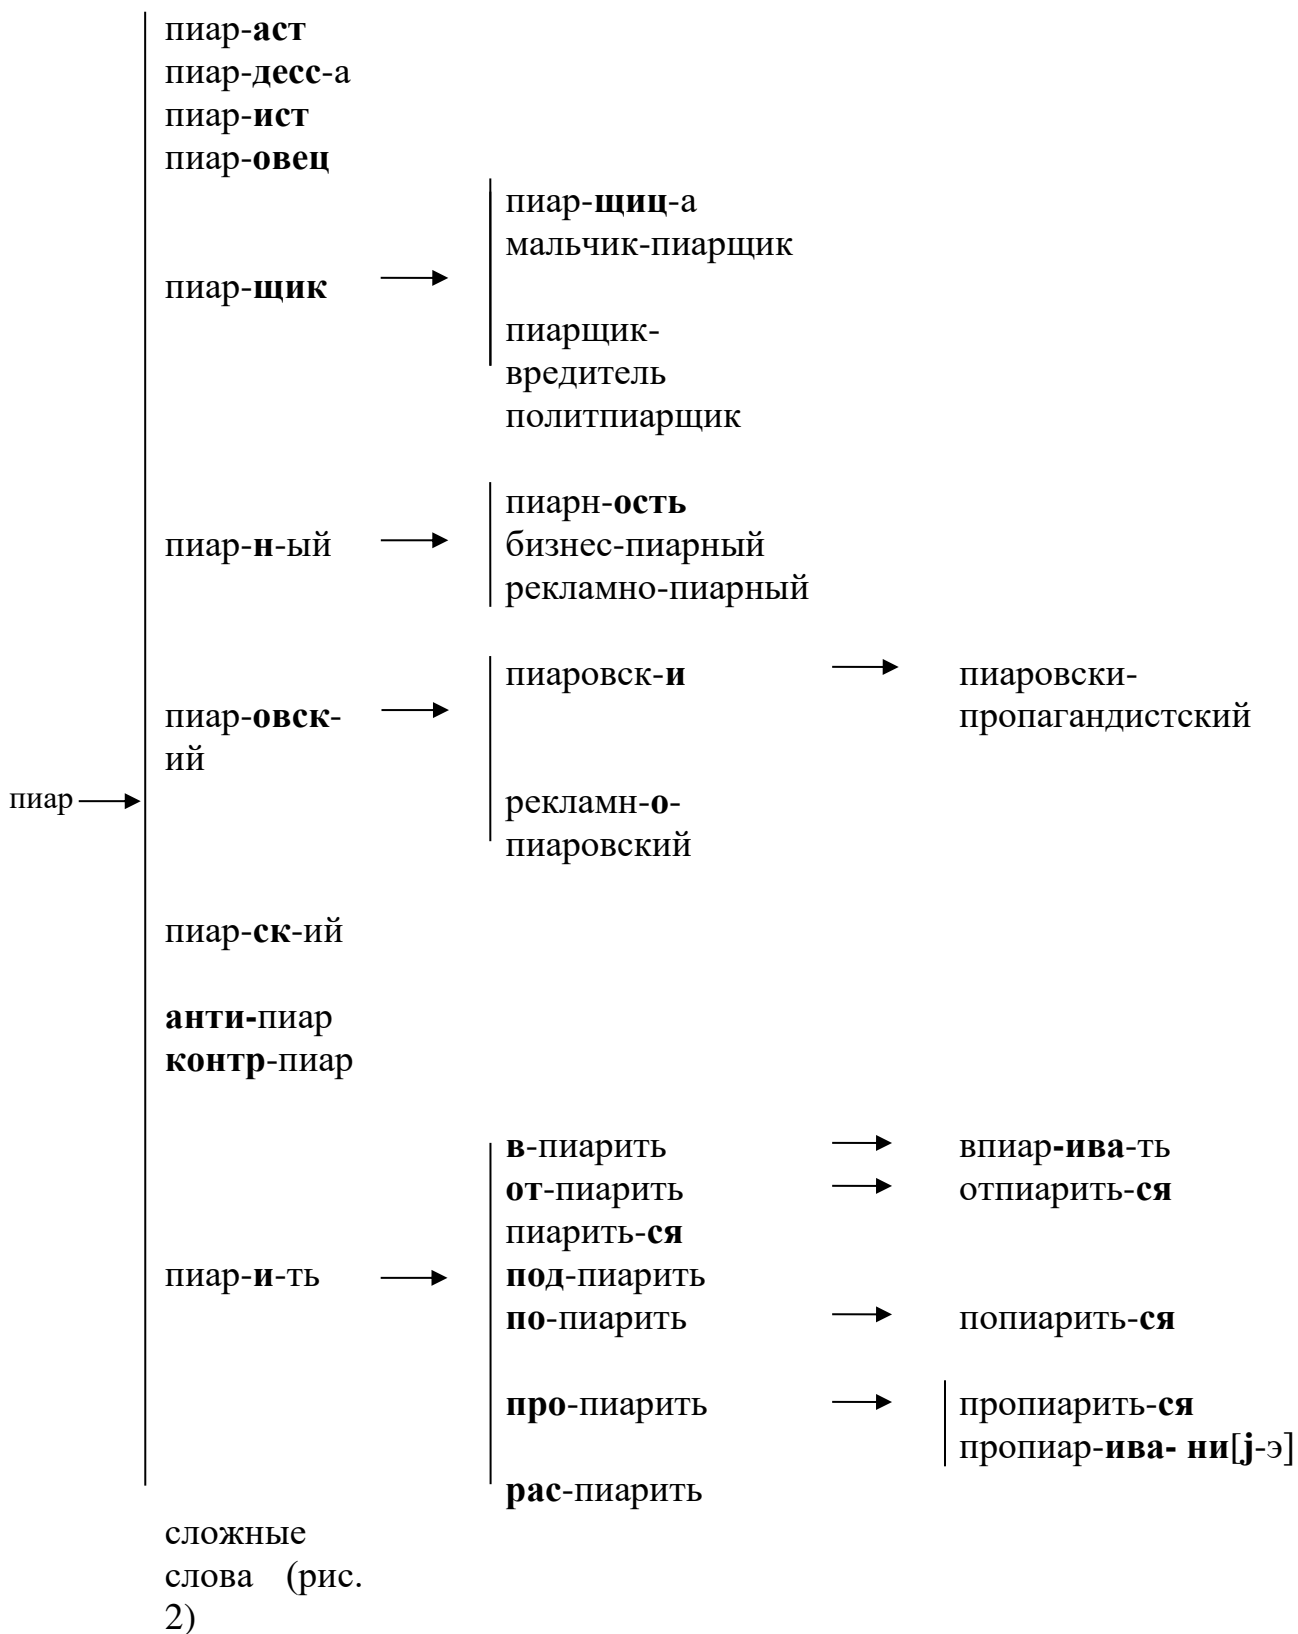 пиар-аст
пиар-десс-а
пиар-ист
пиар-овец
пиар-щик
пиар-щиц-а
мальчик-пиарщик
пиарщик-
вредитель
политпиарщик
пиар-н-ый
пиарн-ость
бизнес-пиарный
рекламно-пиарный
пиар-овск-
ий
пиаровск-и
пиаровски-
пропагандистский
рекламн-о-
пиаровский
пиар
пиар-ск-ий
анти-пиар
контр-пиар
пиар-и-ть
в-пиарить
впиар-ива-ть
от-пиарить
отпиарить-ся
пиарить-ся
под-пиарить
по-пиарить
попиарить-ся
про-пиарить
пропиарить-ся
пропиар-ива- ни[j-э]
рас-пиарить
сложные
слова (рис.
2)